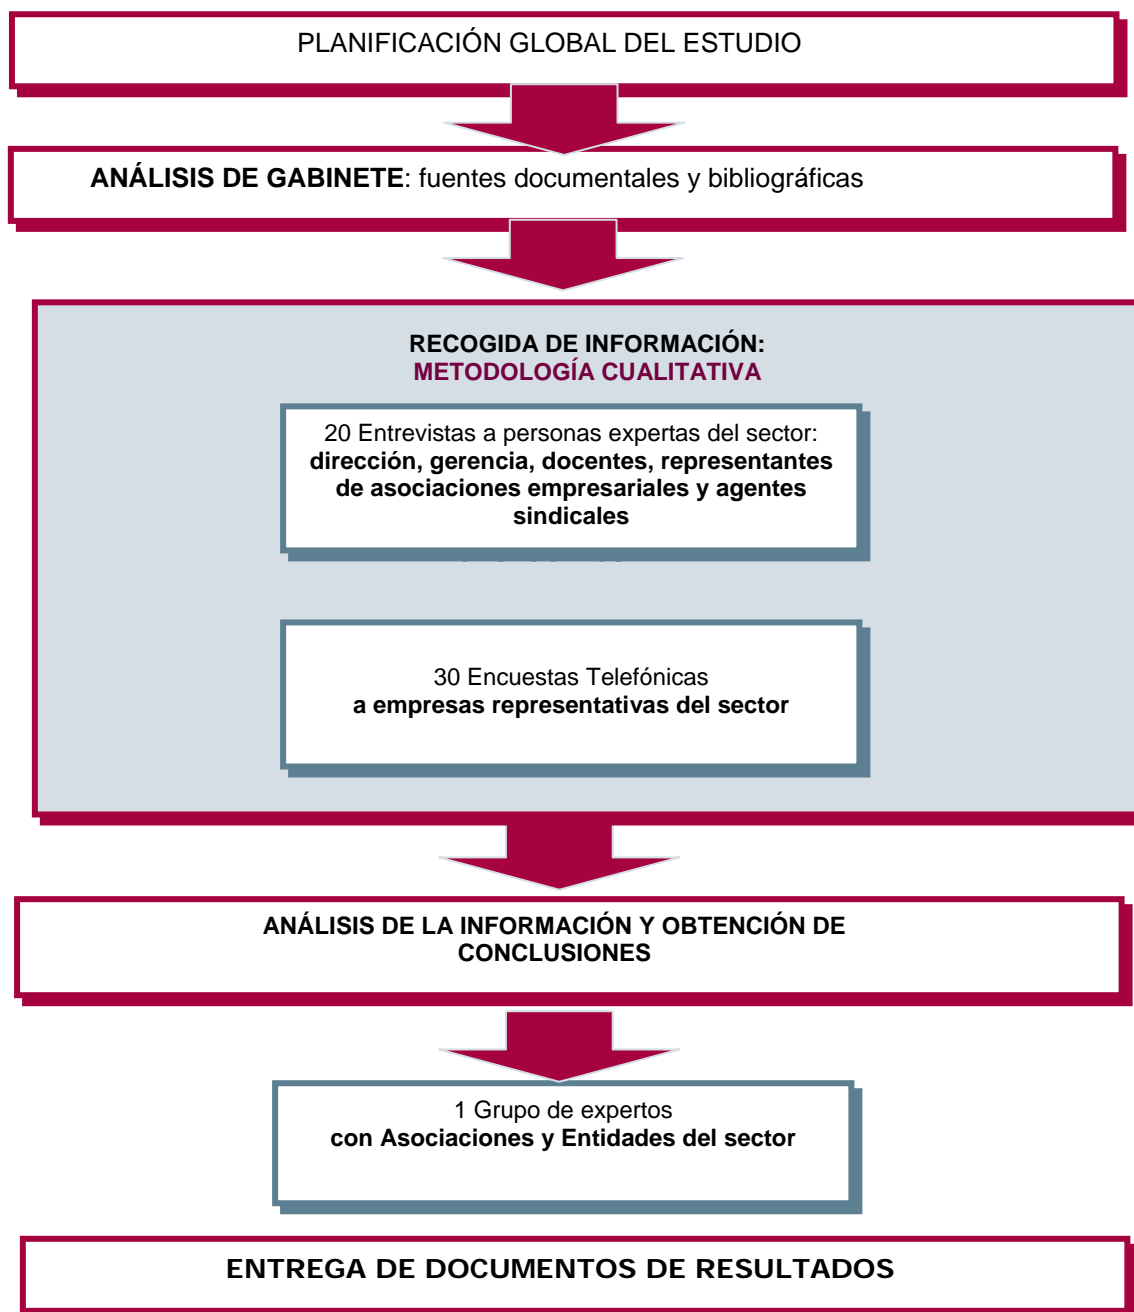 PLANIFICACIÓN GLOBAL DEL ESTUDIO
ANÁLISIS DE GABINETE: fuentes documentales y bibliográficas
RECOGIDA DE INFORMACIÓN:
METODOLOGÍA CUALITATIVA
20 Entrevistas a personas expertas del sector:
dirección, gerencia, docentes, representantes
de asociaciones empresariales y agentes
sindicales
30 Encuestas Telefónicas
a empresas representativas del sector
ANÁLISIS DE LA INFORMACIÓN Y OBTENCIÓN DE
CONCLUSIONES
1 Grupo de expertos
con Asociaciones y Entidades del sector
ENTREGA DE DOCUMENTOS DE RESULTADOS